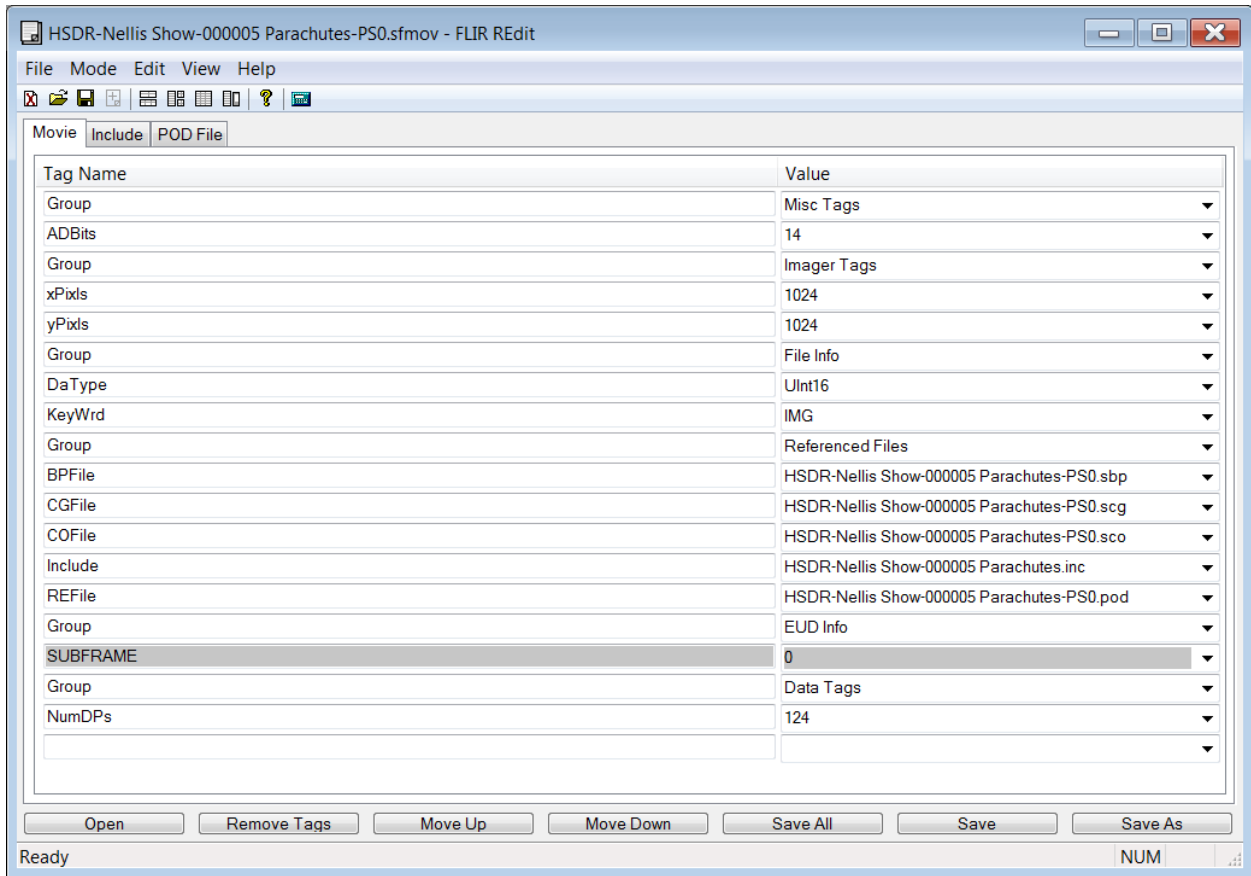 HSDR-Nellis Show-000005 Parachutes-PS0.sfmov - FLIR REdit
File Mode Edit View Help
Movie Include POD File
Tag Name Value
Group Misc Tags
ADBits 14
Group Imager Tags
xPixls 1024
yPixls 1024
Group File Info
DaType UInt16
KeyWrd IMG
Group Referenced Files
BPFile HSDR-Nellis Show-000005 Parachutes-PS0.sbp
CGFile HSDR-Nellis Show-000005 Parachutes-PS0.scg
COFile HSDR-Nellis Show-000005 Parachutes-PS0.sco
Include HSDR-Nellis Show-000005 Parachutes.inc
REFile HSDR-Nellis Show-000005 Parachutes-PS0.pod
Group EUD Info
SUBFRAME 0
Group Data Tags
NumDPs 124
Open Remove Tags Move Up Move Down Save All Save Save As
Ready NUM